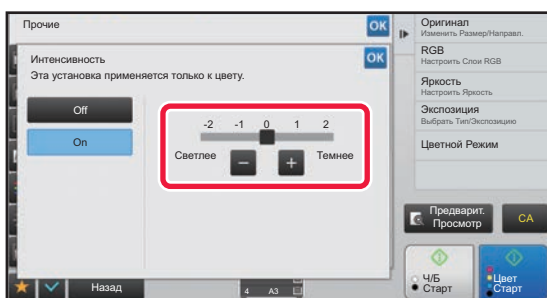 Прочие
OK
Интенсивность
OK
Эта установка применяется только к цвету.
Off
On
-2 -1 0 1 2
Светлее
Темнее
Назад
4 A3
Оригинал
Изменить Размер/Направл.
RGB
Настроить Слои RGB
Яркость
Настроить Яркость
Экспозиция
Выбрать Тип/Экспозицию
Цветной Режим
Предварит.
Просмотр
CA
Ч/Б
Старт
Цвет
Старт